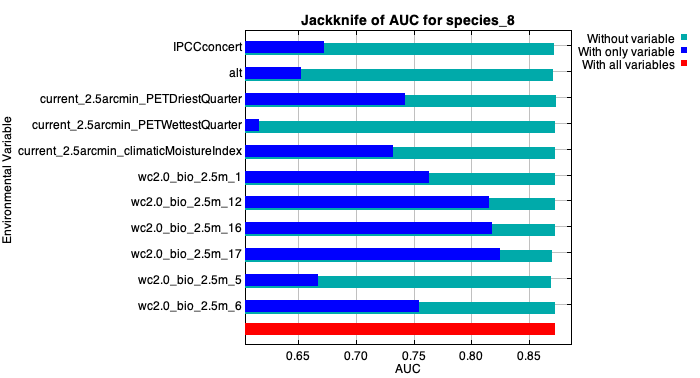 Jackknife of AUC for species_8
Without variable
With only variable
With all variables
Environmental Variable
IPCCconcert
alt
current_2.5arcmin_PETDriestQuarter
current_2.5arcmin_PETWettestQuarter
current_2.5arcmin_climaticMoistureIndex
wc2.0_bio_2.5m_1
wc2.0_bio_2.5m_12
wc2.0_bio_2.5m_16
wc2.0_bio_2.5m_17
wc2.0_bio_2.5m_5
wc2.0_bio_2.5m_6
0.65 0.70 0.75 0.80 0.85
AUC